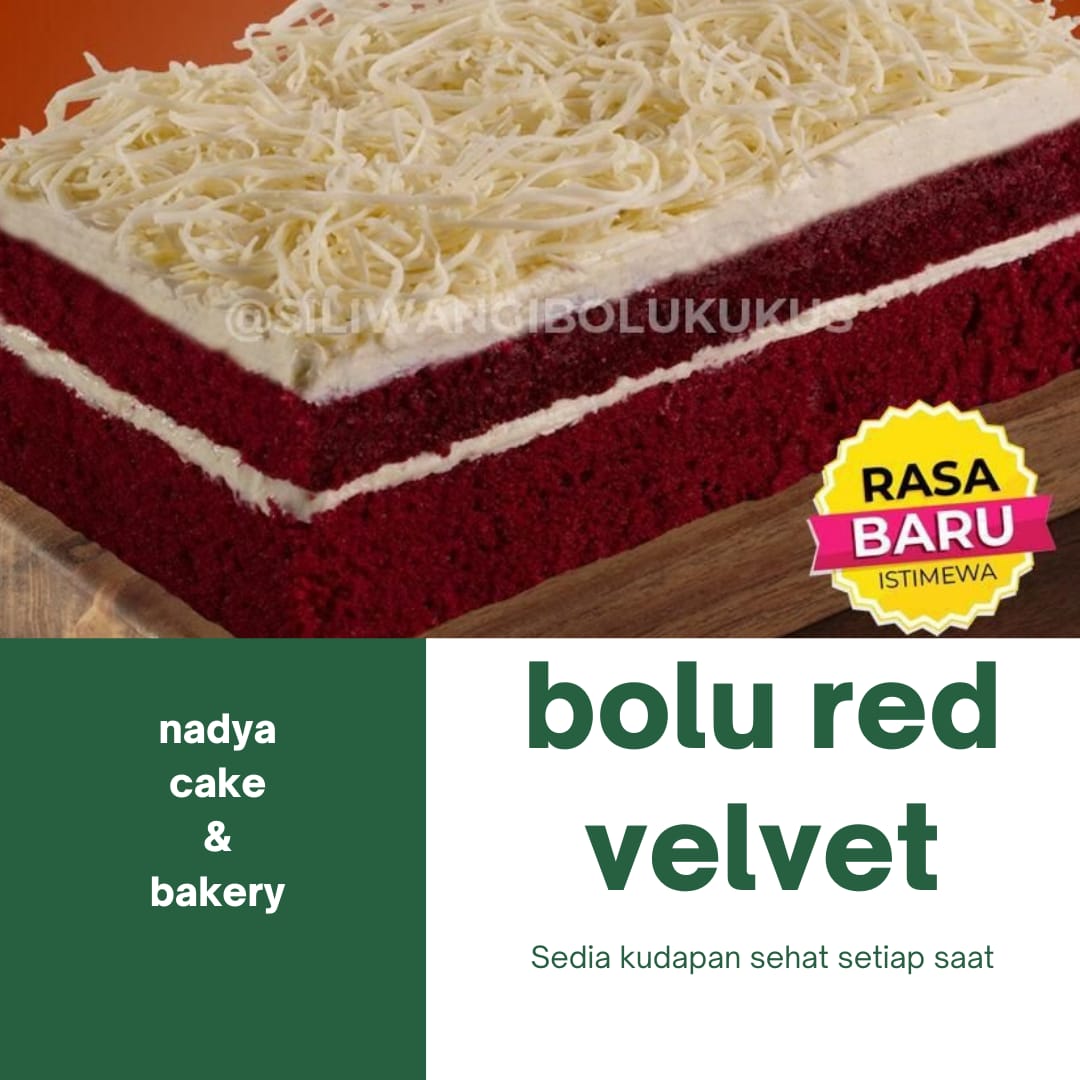 @SILIWANGIBOLUKUKUS
RASA
BARU
ISTIMEWA
nadya
cake
&
bakery
bolu red
velvet
Sedia kudapan sehat setiap saat